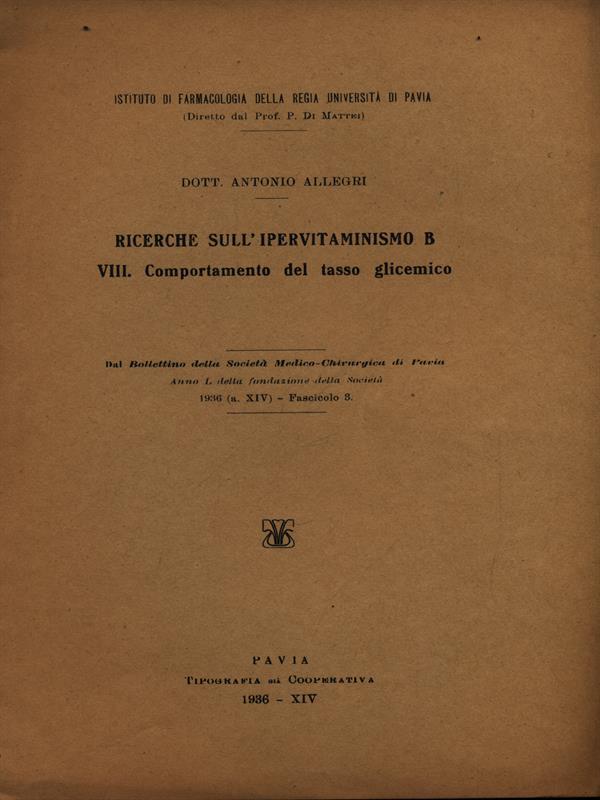 ISTITUTO DI FARMACOLOGIA DELLA REGIA UNIVERSITÀ DI PAVIA
(Diretto dal Prof. P. Di Mattei)
DOTT. ANTONIO ALLEGRI
RICERCHE SULL'IPERVITAMINISMO B
VIII. Comportamento del tasso glicemico
Dal Bollettino della Società Medico-Chirurgica di Pavia
Anno L della fondazione della Società
1936 (a. XIV) - Fascicolo 3.
PAVIA
Tipografia già Cooperativa
1936 - XIV